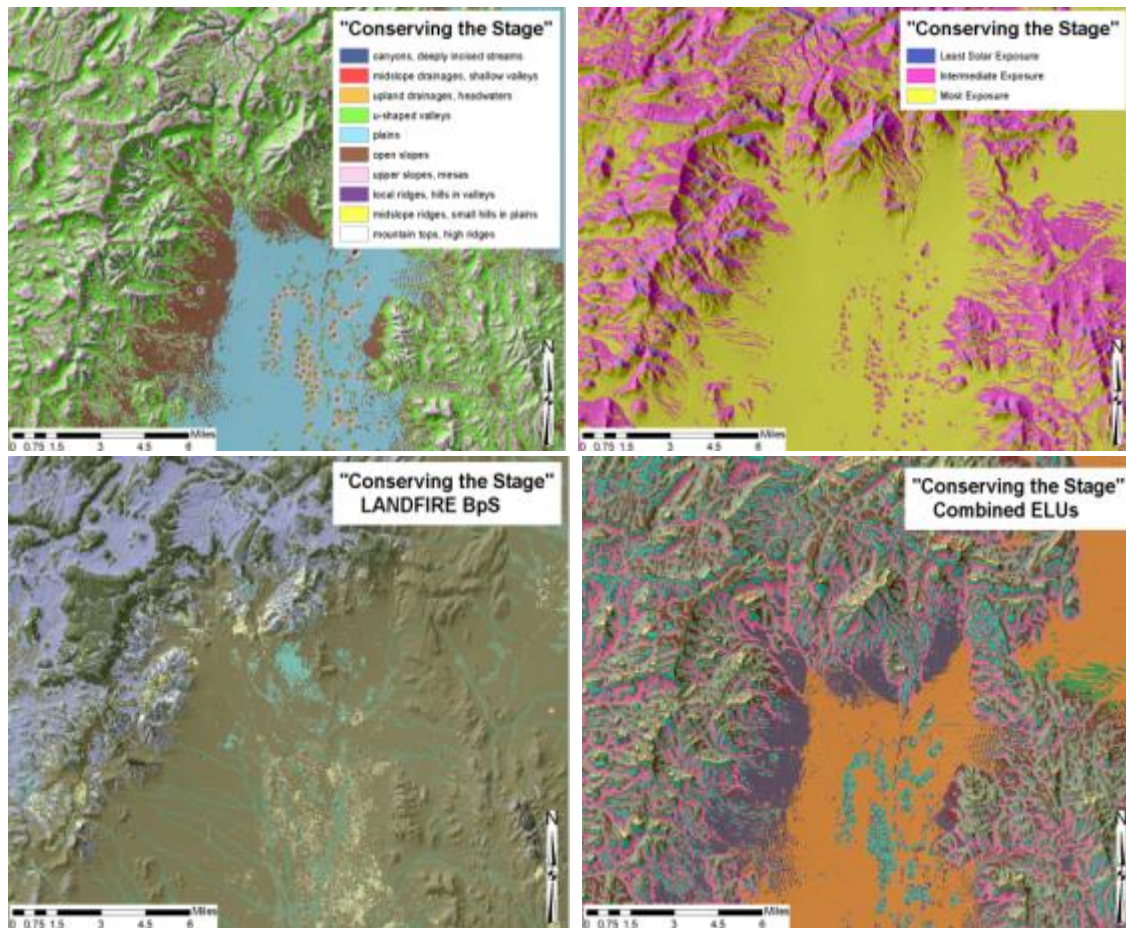 "Conserving the Stage"
canyons, deeply incised streams
midslope drainages, shallow valleys
upland drainages, headwaters
u-shaped valleys
plains
open slopes
upper slopes, mesas
local ridges, hills in valleys
midslope ridges, small hills in plains
mountain tops, high ridges
N
Miles
0 0.75 1.5 3 4.5 6
"Conserving the Stage"
Least Solar Exposure
Intermediate Exposure
Most Exposure
N
Miles
0 0.75 1.5 3 4.5 6
"Conserving the Stage"
LANDFIRE BpS
N
Miles
0 0.75 1.5 3 4.5 6
"Conserving the Stage"
Combined ELUs
N
Miles
0 0.75 1.5 3 4.5 6